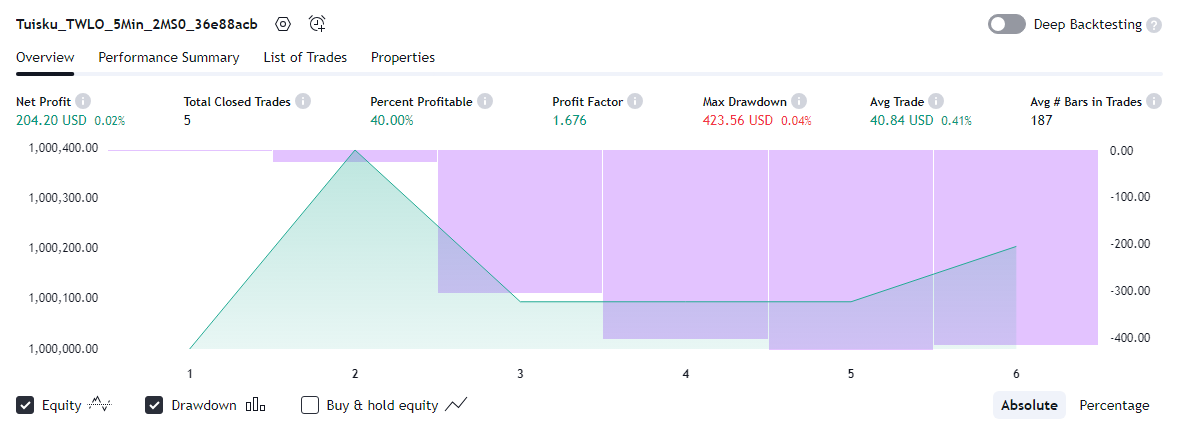 Tuisku_TWLO_5Min_2MS0_36e88acb Deep Backtesting ?
Overview Performance Summary List of Trades Properties
Net Profit i Total Closed Trades i Percent Profitable i Profit Factor i Max Drawdown i Avg Trade i Avg # Bars in Trades i
204.20 USD 0.02% 5 40.00% 1.676 423.56 USD 0.04% 40.84 USD 0.41% 187
1,000,400.00 0.00
1,000,300.00 -100.00
1,000,200.00 -200.00
1,000,100.00 -300.00
1,000,000.00 -400.00
1 2 3 4 5 6
Equity Drawdown Buy & hold equity Absolute Percentage